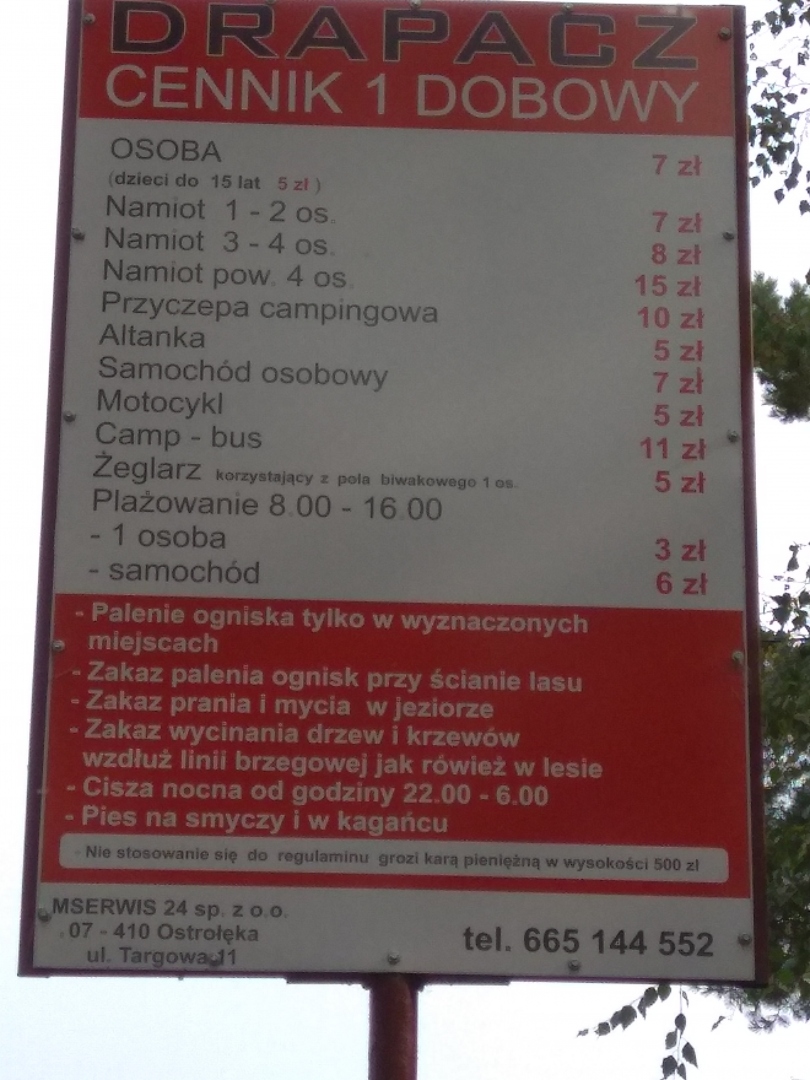 DRAPACZ
CENNIK 1 DOBOWY
OSOBA 7 zł
(dzieci do 15 lat 5 zł )
Namiot 1 - 2 os. 7 zł
Namiot 3 - 4 os. 8 zł
Namiot pow. 4 os. 15 zł
Przyczepa campingowa 10 zł
Altanka 5 zł
Samochód osobowy 7 zł
Motocykl 5 zł
Camp - bus 11 zł
Żeglarz korzystający z pola biwakowego 1 os. 5 zł
Plażowanie 8.00 - 16.00
- 1 osoba 3 zł
- samochód 6 zł
- Palenie ogniska tylko w wyznaczonych
miejscach
- Zakaz palenia ognisk przy ścianie lasu
- Zakaz prania i mycia w jeziorze
- Zakaz wycinania drzew i krzewów
wzdłuż linii brzegowej jak rówież w lesie
- Cisza nocna od godziny 22.00 - 6.00
- Pies na smyczy i w kagańcu
Nie stosowanie się do regulaminu grozi karą pieniężną w wysokości 500 zł
MSERWIS 24 sp. z o.o.
07 - 410 Ostrołęka
ul. Targowa 11
tel. 665 144 552